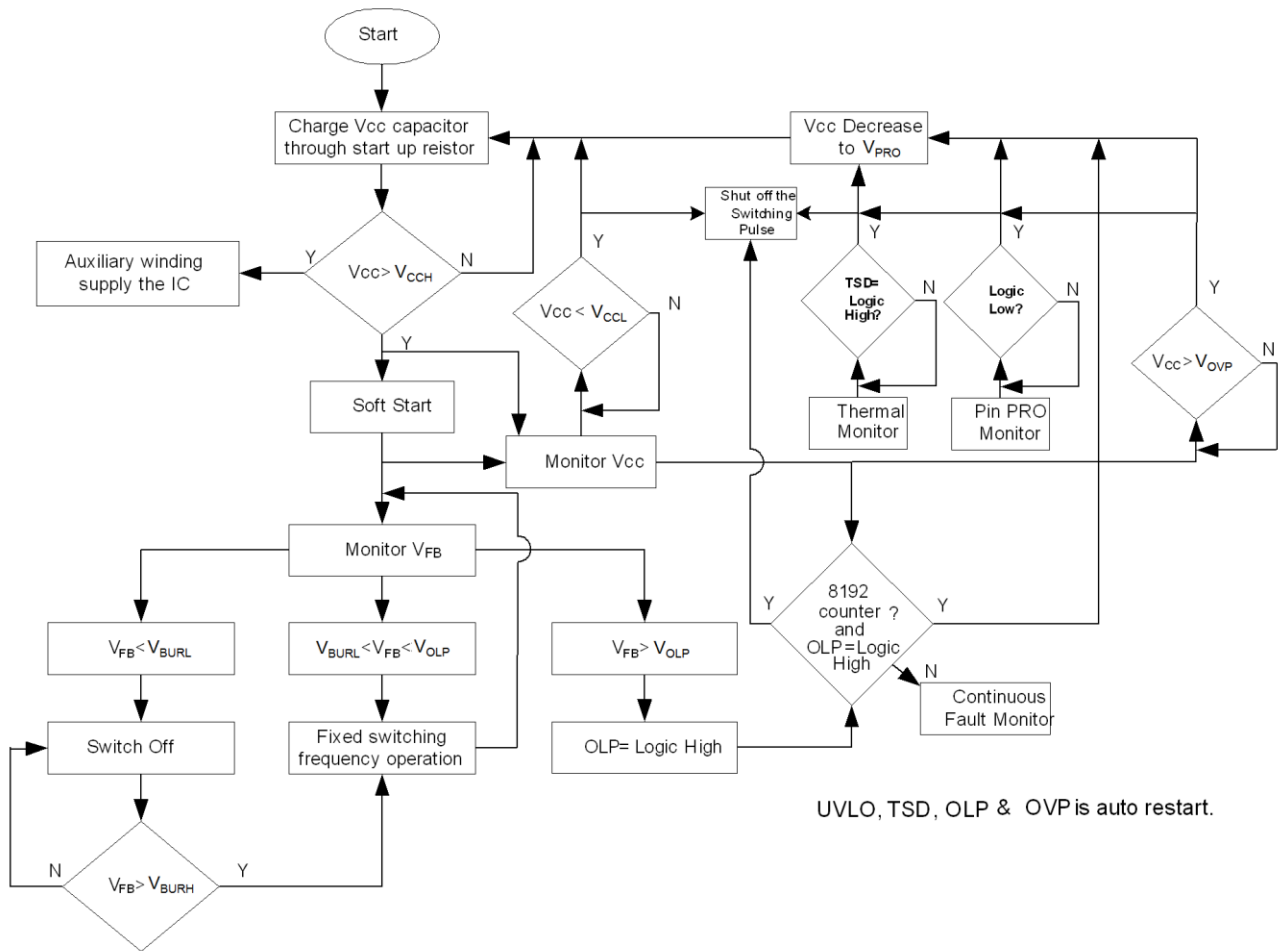 Start
Charge Vcc capacitor
through start up reistor
Vcc Decrease
to VPRO
Shut off the
Switching
Pulse
Auxiliary winding
supply the IC
Y
Vcc> VCCH
N
Y
Y
Vcc < VCCL
N
Y
TSD=
Logic
High?
N
Y
Logic
Low?
N
Y
VCC> VOVP
N
Soft Start
Thermal
Monitor
Pin PRO
Monitor
Monitor Vcc
Monitor VFB
Y
8192
counter ?
and
OLP=Logic
High
Y
N
Continuous
Fault Monitor
VFB< VBURL
VBURL<VFB< VOLP
VFB> VOLP
Switch Off
Fixed switching
frequency operation
OLP= Logic High
N
VFB> VBURH
Y
UVLO, TSD, OLP & OVP is auto restart.